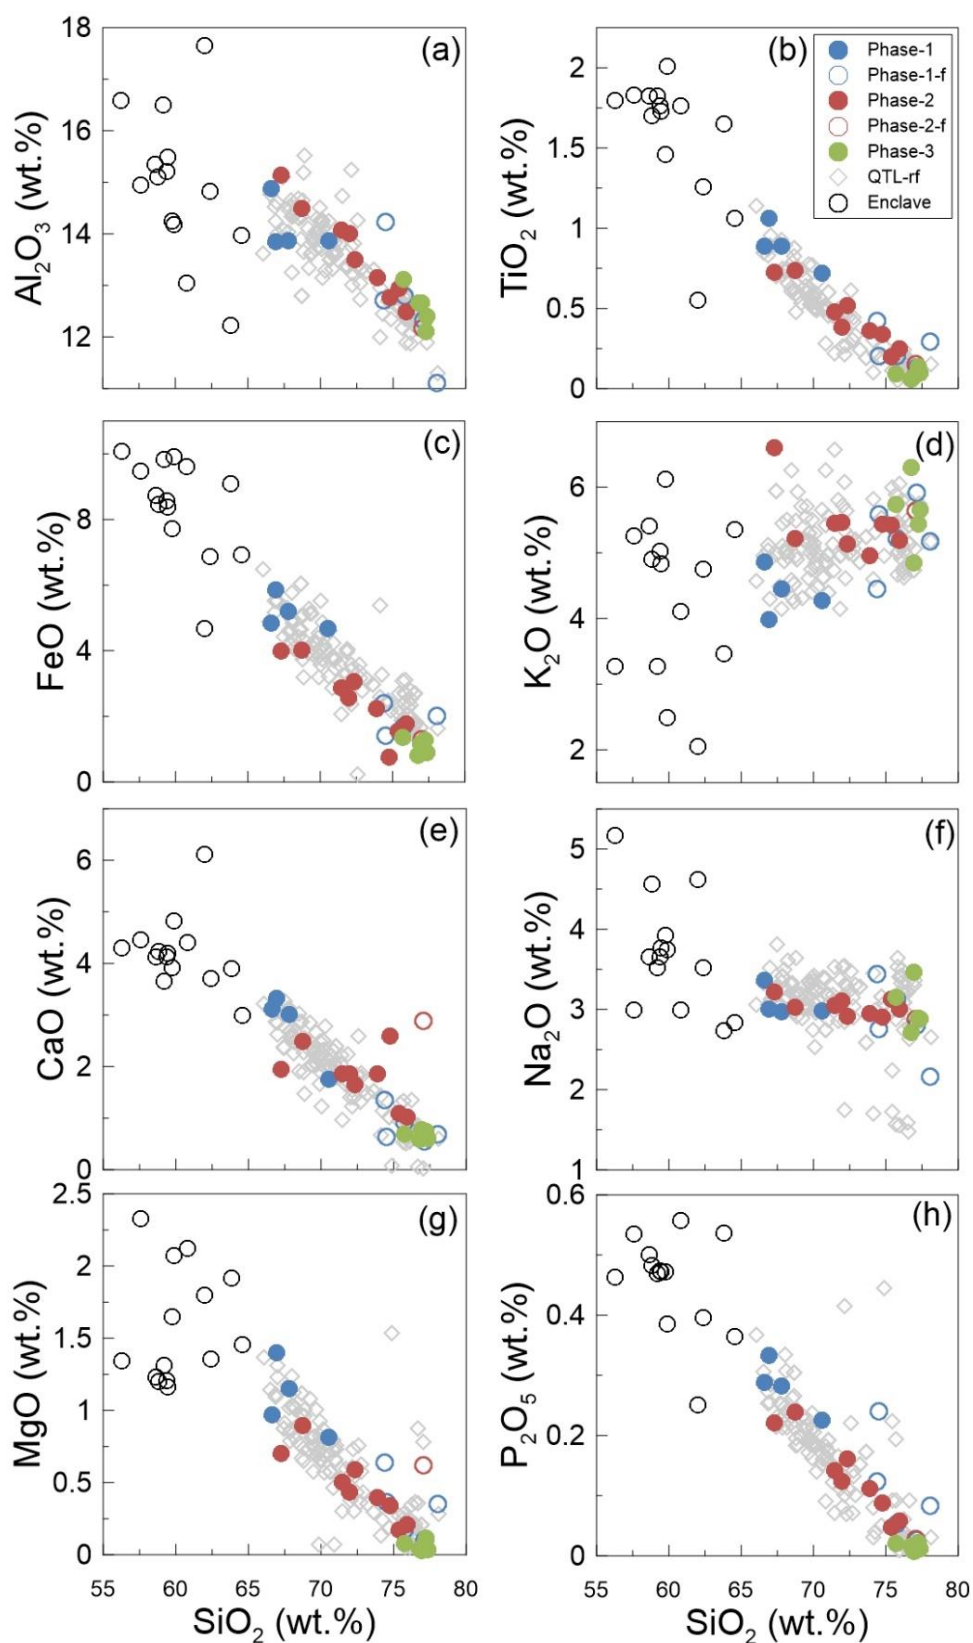 (a)
Al₂O₃ (wt.%)
18
16
14
12
(b)
TiO₂ (wt.%)
2
1.5
1
0.5
0
Phase-1
Phase-1-f
Phase-2
Phase-2-f
Phase-3
QTL-rf
Enclave
(c)
FeO (wt.%)
8
4
0
(d)
K₂O (wt.%)
6
4
2
(e)
CaO (wt.%)
6
4
2
0
(f)
Na₂O (wt.%)
5
4
3
2
1
(g)
MgO (wt.%)
2.5
2
1.5
1
0.5
0
55 60 65 70 75 80
SiO₂ (wt.%)
(h)
P₂O₅ (wt.%)
0.6
0.4
0.2
0
55 60 65 70 75 80
SiO₂ (wt.%)